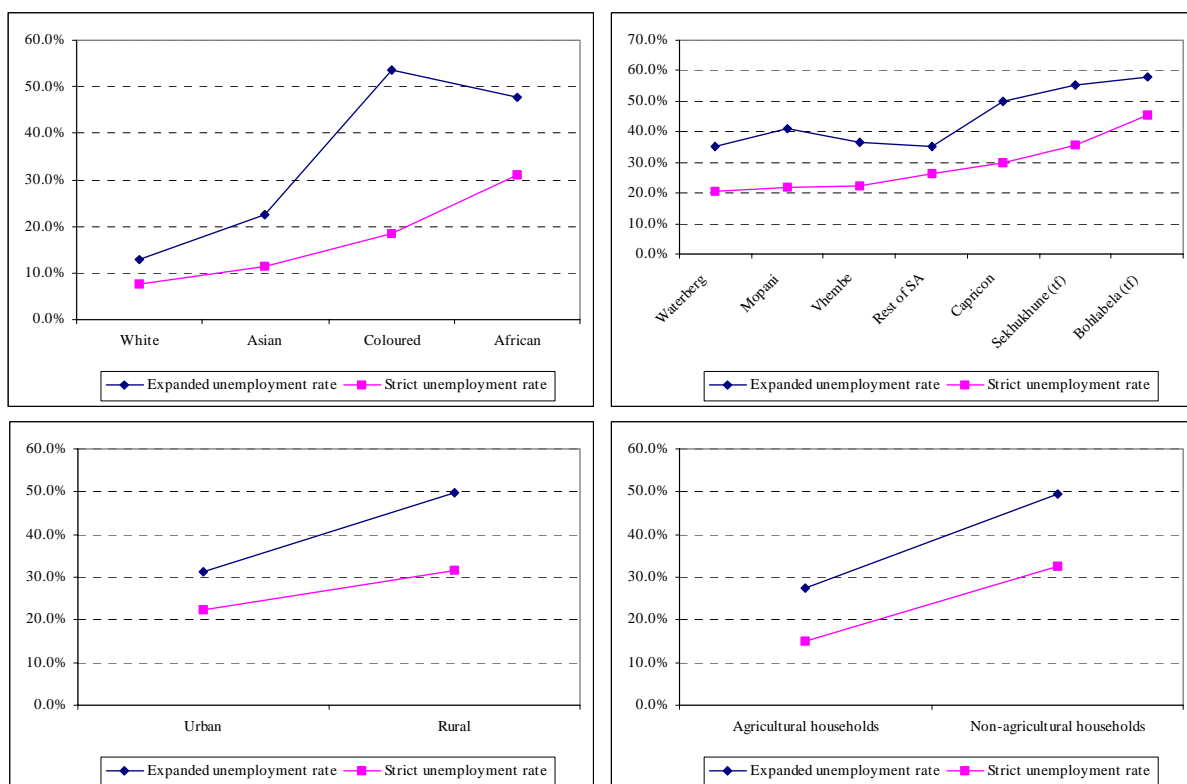 60.0%
50.0%
40.0%
30.0%
20.0%
10.0%
0.0%
White Asian Coloured African
Expanded unemployment rate Strict unemployment rate
70.0%
60.0%
50.0%
40.0%
30.0%
20.0%
10.0%
0.0%
Waterberg
Mopani
Vhembe
Rest of SA
Capricon
Sekhukhune (tf)
Bohlabela (tf)
Expanded unemployment rate Strict unemployment rate
60.0%
50.0%
40.0%
30.0%
20.0%
10.0%
0.0%
Urban Rural
Expanded unemployment rate Strict unemployment rate
60.0%
50.0%
40.0%
30.0%
20.0%
10.0%
0.0%
Agricultural households Non-agricultural households
Expanded unemployment rate Strict unemployment rate